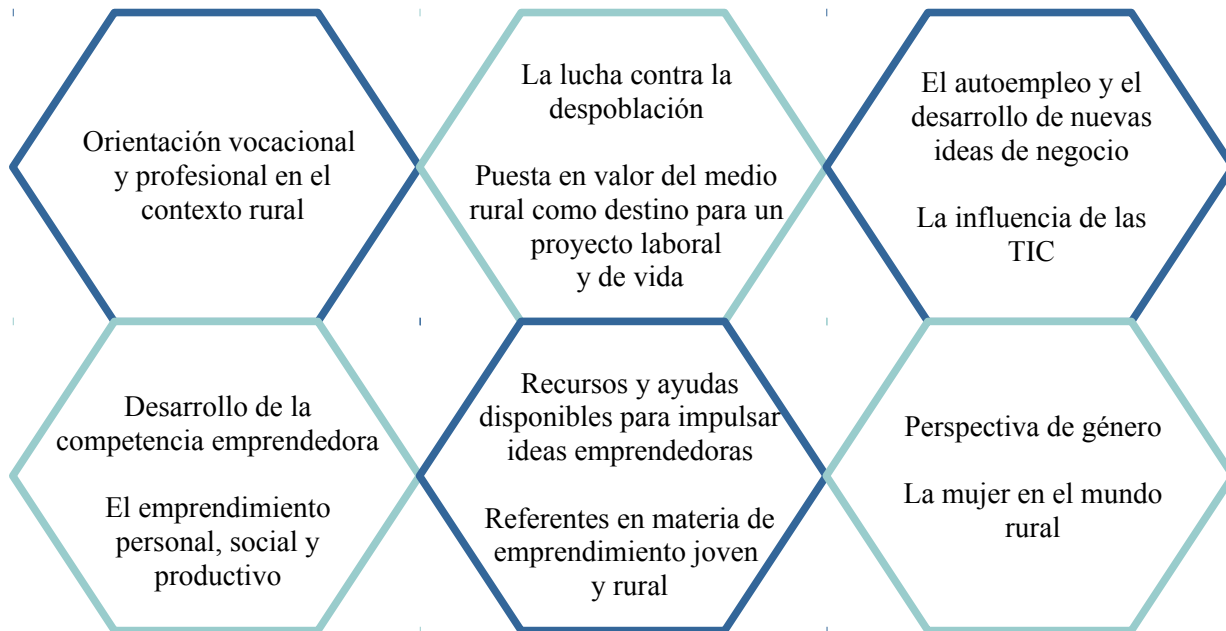 Orientación vocacional
y profesional en el
contexto rural
La lucha contra la
despoblación
Puesta en valor del medio
rural como destino para un
proyecto laboral
y de vida
El autoempleo y el
desarrollo de nuevas
ideas de negocio
La influencia de las
TIC
Desarrollo de la
competencia emprendedora
El emprendimiento
personal, social y
productivo
Recursos y ayudas
disponibles para impulsar
ideas emprendedoras
Referentes en materia de
emprendimiento joven
y rural
Perspectiva de género
La mujer en el mundo
rural